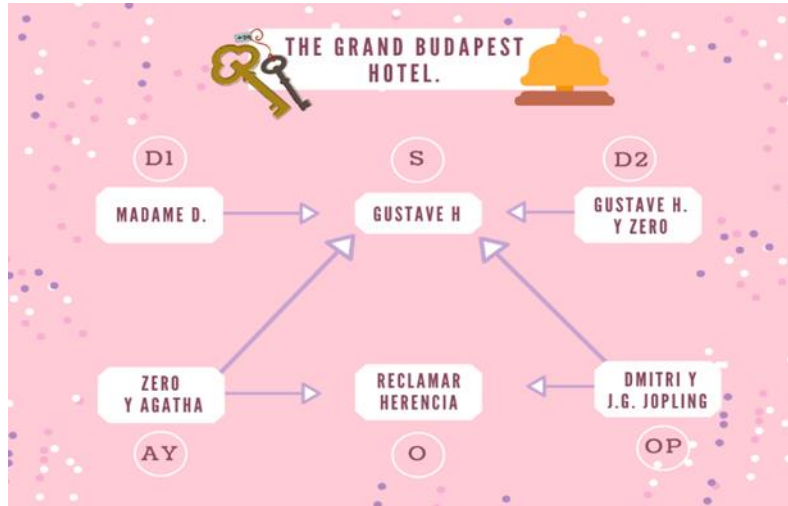 THE GRAND BUDAPEST
HOTEL.
D1
S
D2
MADAME D.
GUSTAVE H
GUSTAVE H.
Y ZERO
ZERO
Y AGATHA
RECLAMAR
HERENCIA
DMITRI Y
J.G. JOPLING
AY
O
OP